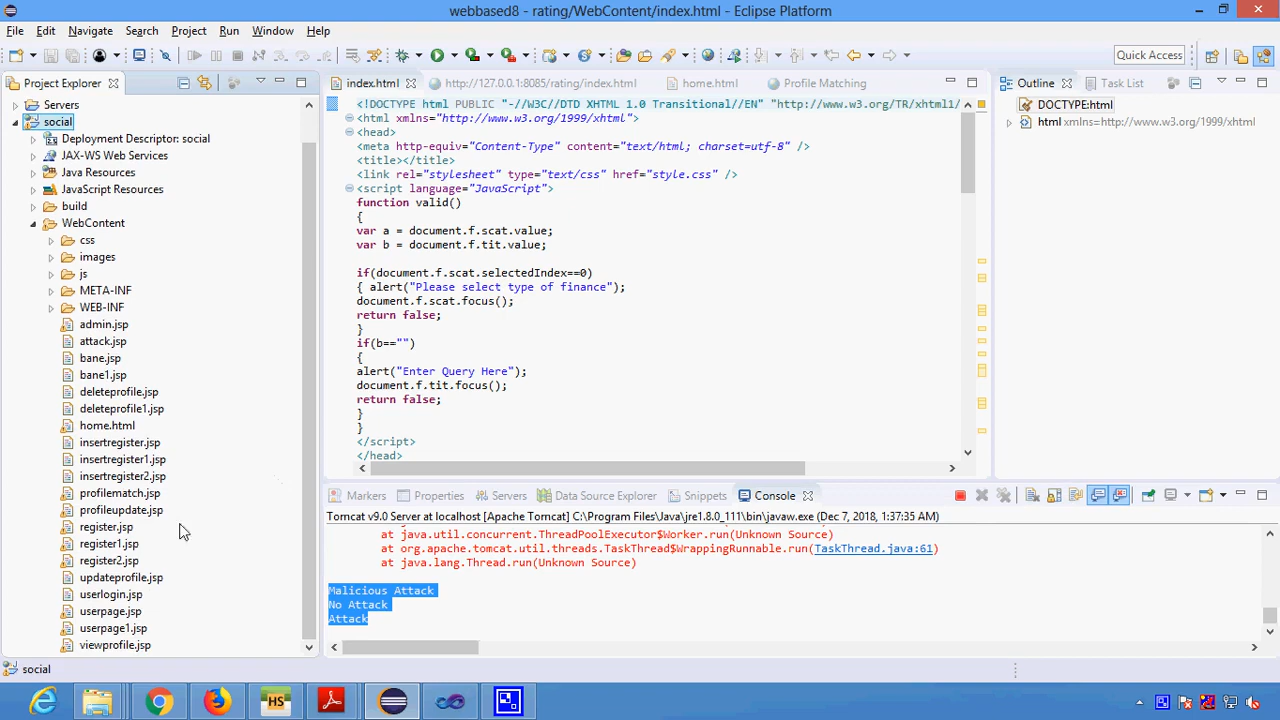 webbased8 - rating/WebContent/index.html - Eclipse Platform
File Edit Navigate Search Project Run Window Help
Quick Access
Project Explorer
Servers
social
Deployment Descriptor: social
JAX-WS Web Services
Java Resources
JavaScript Resources
build
WebContent
css
images
js
META-INF
WEB-INF
admin.jsp
attack.jsp
bane.jsp
bane1.jsp
deleteprofile.jsp
deleteprofile1.jsp
home.html
insertregister.jsp
insertregister1.jsp
insertregister2.jsp
profilematch.jsp
profileupdate.jsp
register.jsp
register1.jsp
register2.jsp
updateprofile.jsp
userlogin.jsp
userpage.jsp
userpage1.jsp
viewprofile.jsp
index.html http://127.0.0.1:8085/rating/index.html home.html Profile Matching
<!DOCTYPE html PUBLIC "-//W3C//DTD XHTML 1.0 Transitional//EN" "http://www.w3.org/TR/xhtml1/
<html xmlns="http://www.w3.org/1999/xhtml">
<head>
<meta http-equiv="Content-Type" content="text/html; charset=utf-8" />
<title></title>
<link rel="stylesheet" type="text/css" href="style.css" />
<script language="JavaScript">
function valid()
{
var a = document.f.scat.value;
var b = document.f.tit.value;
if(document.f.scat.selectedIndex==0)
{ alert("Please select type of finance");
document.f.scat.focus();
return false;
}
if(b=="")
{
alert("Enter Query Here");
document.f.tit.focus();
return false;
}
}
</script>
</head>
Outline Task List
DOCTYPE:html
html xmlns=http://www.w3.org/1999/xhtml
Markers Properties Servers Data Source Explorer Snippets Console
Tomcat v9.0 Server at localhost [Apache Tomcat] C:\Program Files\Java\jre1.8.0_111\bin\javaw.exe (Dec 7, 2018, 1:37:35 AM)
at java.util.concurrent.ThreadPoolExecutor$Worker.run(Unknown Source)
at org.apache.tomcat.util.threads.TaskThread$WrappingRunnable.run(TaskThread.java:61)
at java.lang.Thread.run(Unknown Source)
Malicious Attack
No Attack
Attack
social
HS